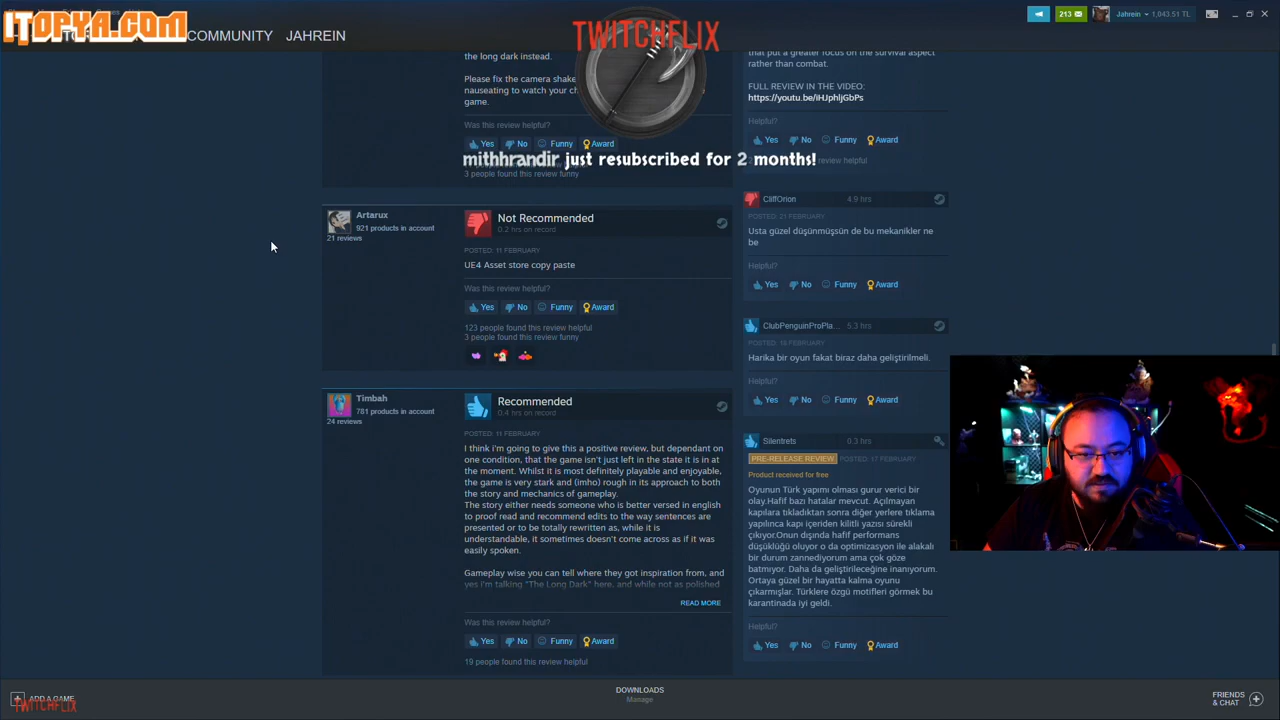 ITOPYA.COM
COMMUNITY
JAHREIN
213
Jahrein
1,043.51 TL
TWITCHFLIX
mithhrandir just resubscribed for 2 months!
the long dark instead.
Please fix the camera shake
nauseating to watch your ch
game.
Was this review helpful?
Yes
No
Funny
Award
3 people found this review funny
Artarux
921 products in account
21 reviews
Not Recommended
0.2 hrs on record
POSTED: 11 FEBRUARY
UE4 Asset store copy paste
Was this review helpful?
Yes
No
Funny
Award
123 people found this review helpful
3 people found this review funny
Timbah
781 products in account
24 reviews
Recommended
0.4 hrs on record
POSTED: 11 FEBRUARY
I think i'm going to give this a positive review, but dependant on
one condition, that the game isn't just left in the state it is in at
the moment. Whilst it is most definitely playable and enjoyable,
the game is very stark and (imho) rough in its approach to both
the story and mechanics of gameplay.
The story either needs someone who is better versed in english
to proof read and recommend edits to the way sentences are
presented or to be totally rewritten as, while it is
understandable, it sometimes doesn't come across as if it was
easily spoken.
Gameplay wise you can tell where they got inspiration from, and
yes i'm talking "The Long Dark" here, and while not as polished
READ MORE
Was this review helpful?
Yes
No
Funny
Award
19 people found this review helpful
that put a greater focus on the survival aspect
rather than combat.
FULL REVIEW IN THE VIDEO:
https://youtu.be/iHJphljGbPs
Helpful?
Yes
No
Funny
Award
review helpful
CliffOrion
4.9 hrs
POSTED: 21 FEBRUARY
Usta güzel düşünmüşsün de bu mekanikler ne
be
Helpful?
Yes
No
Funny
Award
ClubPenguinProPla...
5.3 hrs
POSTED: 18 FEBRUARY
Harika bir oyun fakat biraz daha geliştirilmeli.
Helpful?
Yes
No
Funny
Award
Silentrets
0.3 hrs
PRE-RELEASE REVIEW
POSTED: 17 FEBRUARY
Product received for free
Oyunun Türk yapımı olması gurur verici bir
olay.Hafif bazı hatalar mevcut. Açılmayan
kapılara tıkladıktan sonra diğer yerlere tıklama
yapılınca kapı içeriden kilitli yazısı sürekli
çıkıyor.Onun dışında hafif performans
düşüklüğü oluyor o da optimizasyon ile alakalı
bir durum zannediyorum ama çok göze
batmıyor. Daha da geliştirileceğine inanıyorum.
Ortaya güzel bir hayatta kalma oyunu
çıkarmışlar. Türklere özgü motifleri görmek bu
karantinada iyi geldi.
Helpful?
Yes
No
Funny
Award
ADD A GAME
TWITCHFLIX
DOWNLOADS
Manage
FRIENDS
& CHAT